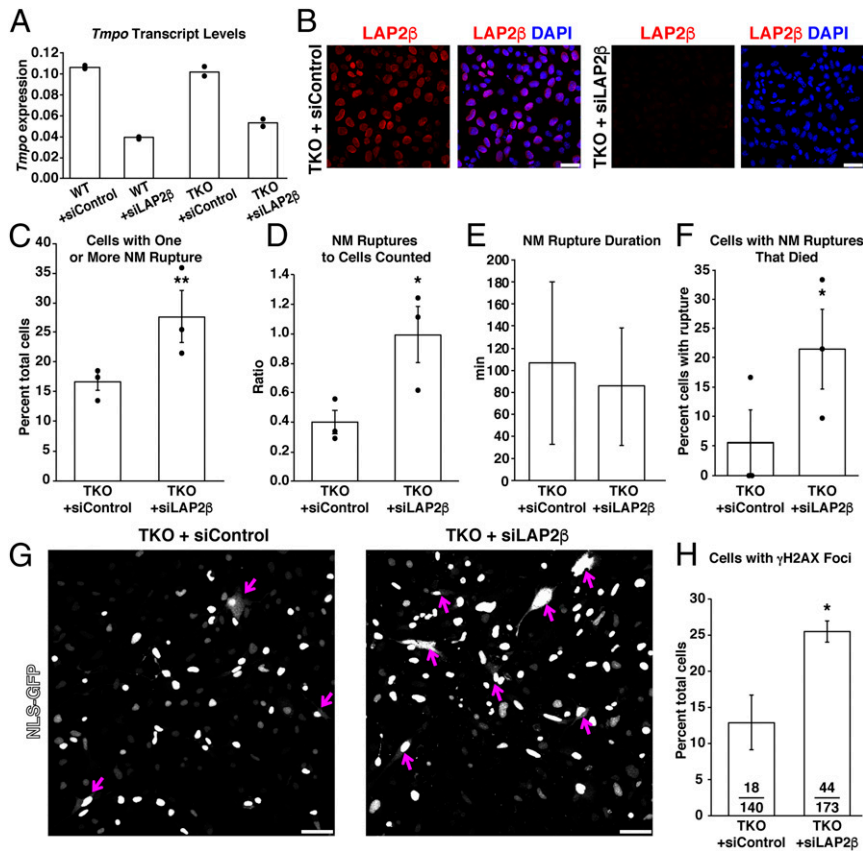 A
Tmpo Transcript Levels
Tmpo expression
0.12
0.10
0.08
0.06
0.04
0.02
0.00
WT
+siControl
WT
+siLAP2β
TKO
+siControl
TKO
+siLAP2β
B
LAP2β
LAP2β DAPI
LAP2β
LAP2β DAPI
TKO + siControl
TKO + siLAP2β
C
Cells with One
or More NM Rupture
Percent total cells
40
35
30
25
20
15
10
5
0
**
TKO
+siControl
TKO
+siLAP2β
D
NM Ruptures
to Cells Counted
Ratio
1.4
1.2
1.0
0.8
0.6
0.4
0.2
0.0
*
TKO
+siControl
TKO
+siLAP2β
E
NM Rupture Duration
min
200
180
160
140
120
100
80
60
40
20
0
TKO
+siControl
TKO
+siLAP2β
F
Cells with NM Ruptures
That Died
Percent cells with rupture
35
30
25
20
15
10
5
0
*
TKO
+siControl
TKO
+siLAP2β
G
TKO + siControl
TKO + siLAP2β
NLS-GFP
H
Cells with γH2AX Foci
Percent total cells
30
25
20
15
10
5
0
*
18
140
44
173
TKO
+siControl
TKO
+siLAP2β